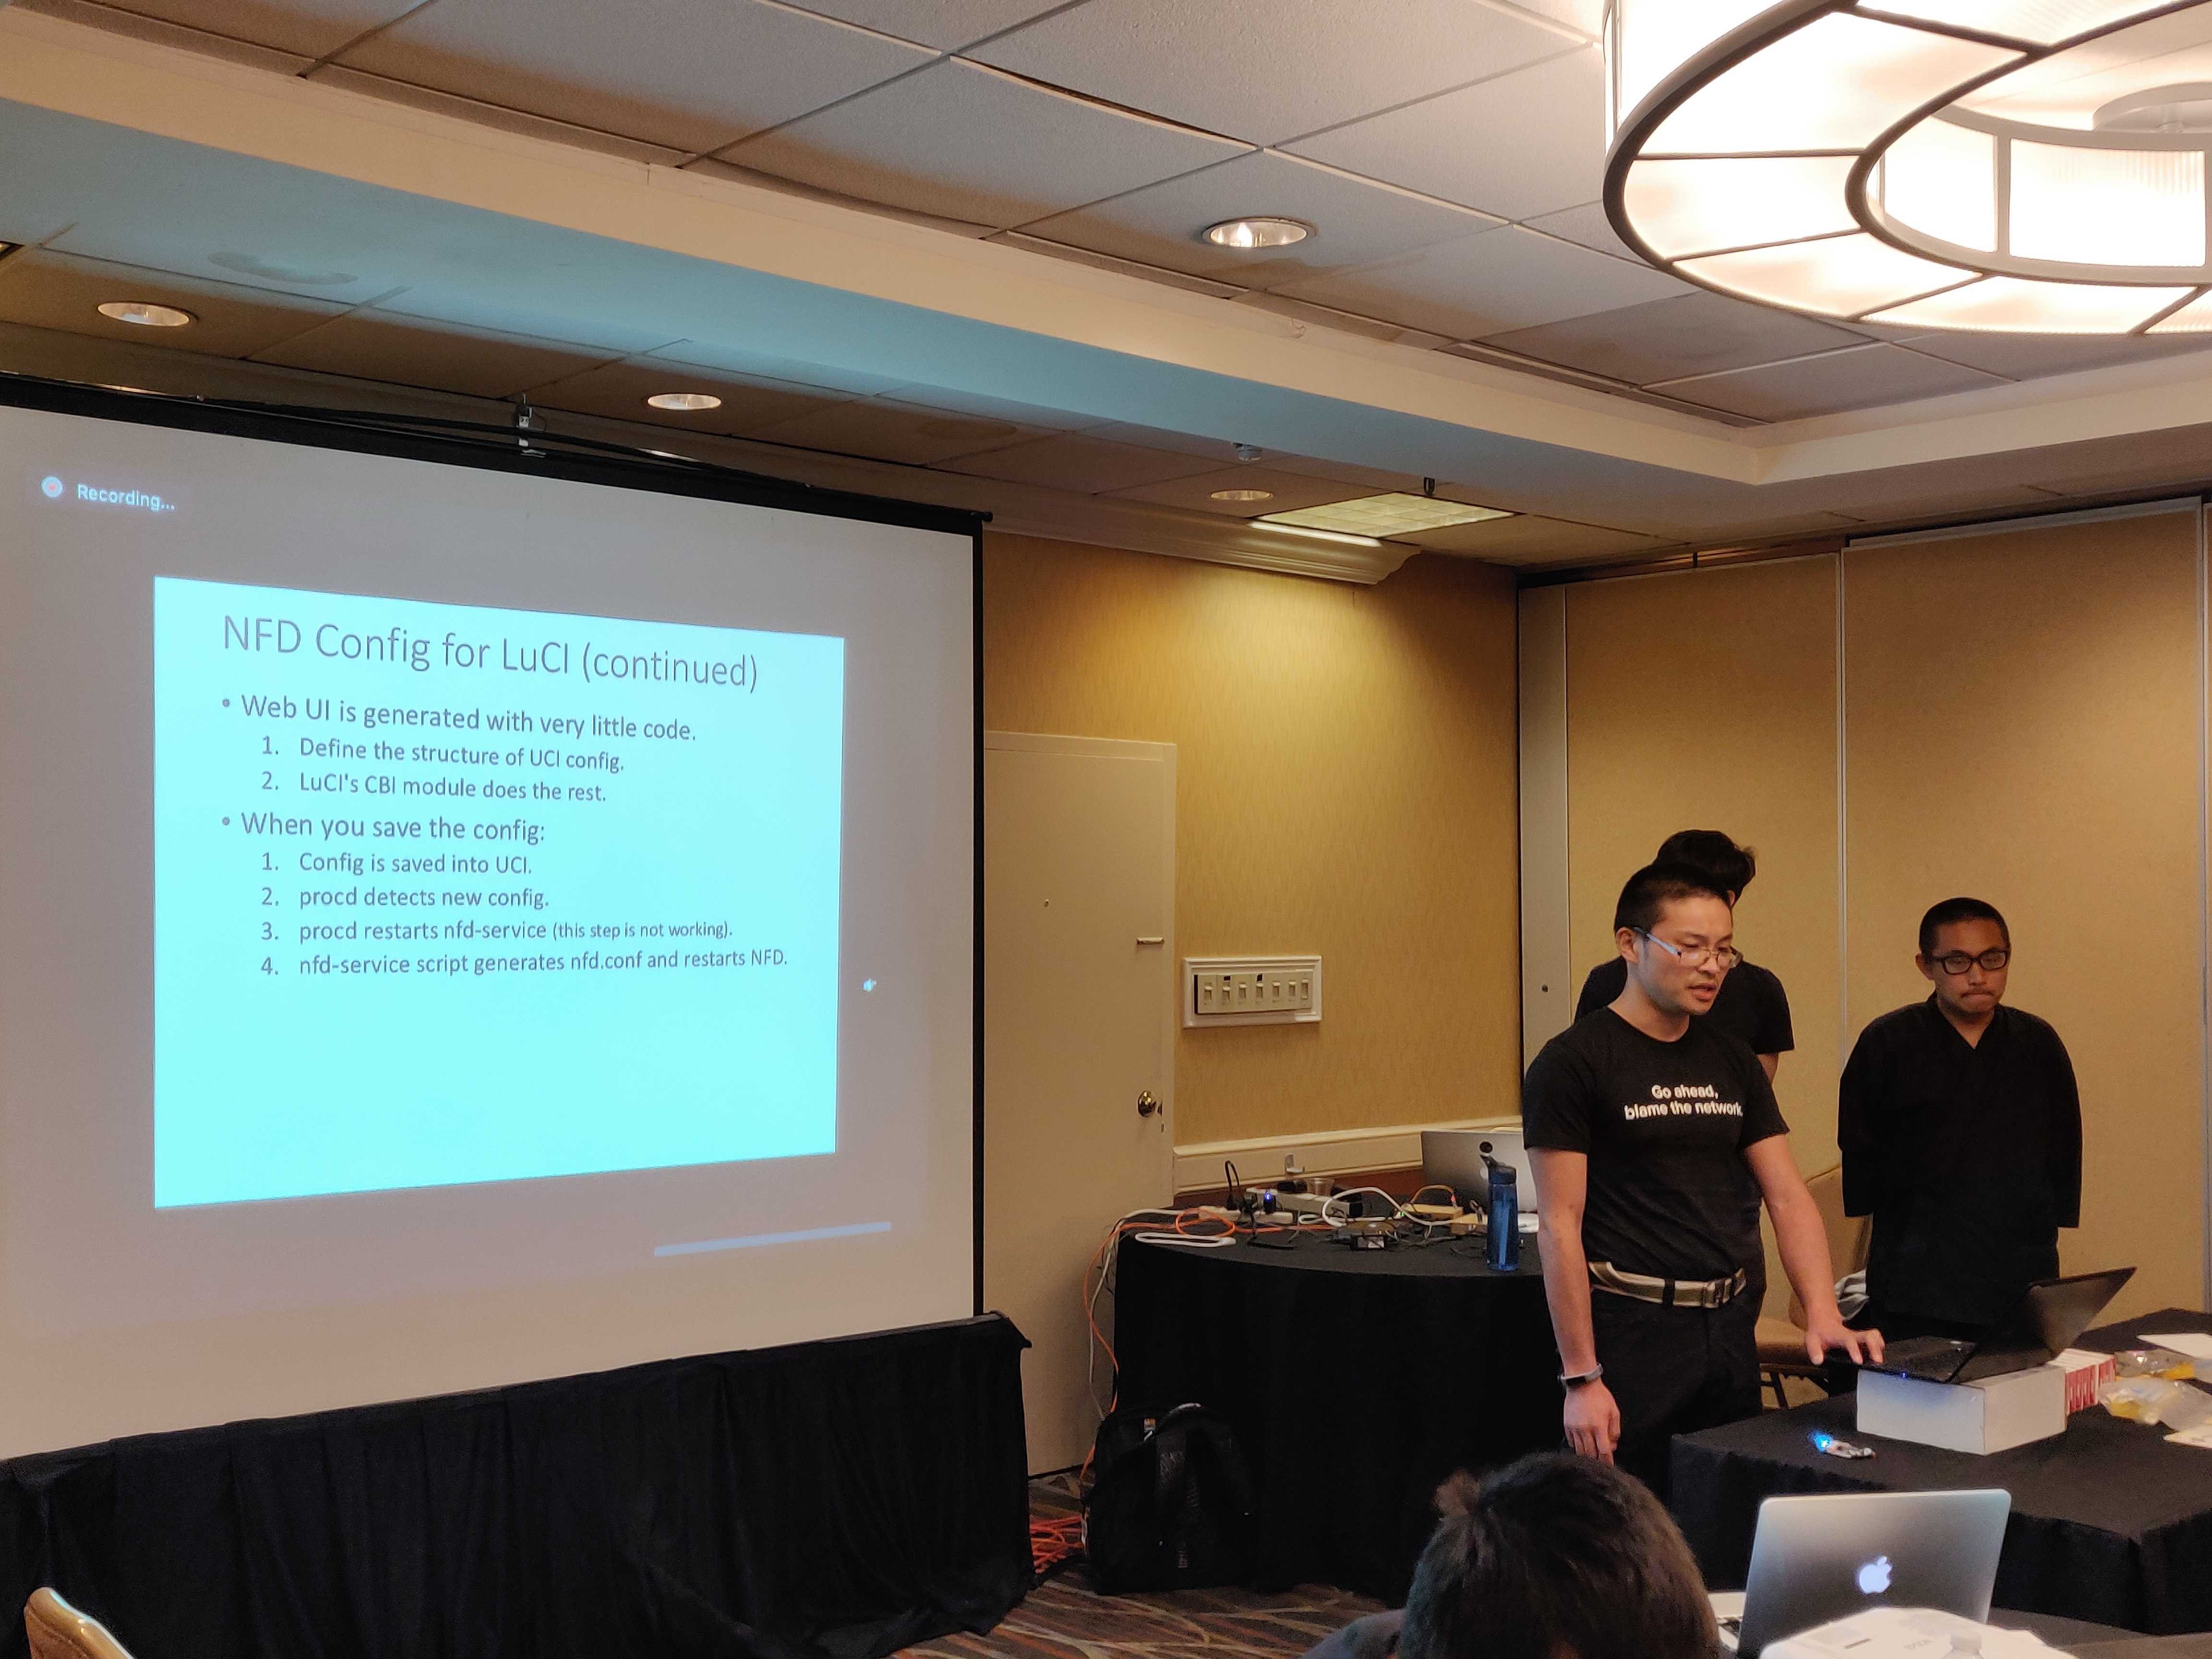 Recording...
NFD Config for LuCI (continued)
• Web UI is generated with very little code.
1. Define the structure of UCI config.
2. LuCI's CBI module does the rest.
• When you save the config:
1. Config is saved into UCI.
2. procd detects new config.
3. procd restarts nfd-service (this step is not working).
4. nfd-service script generates nfd.conf and restarts NFD.
Go ahead,
blame the network.